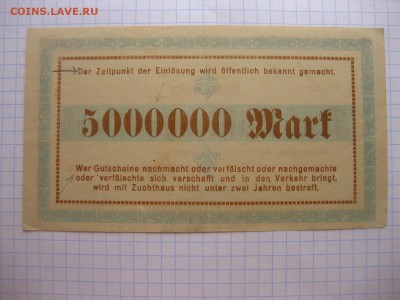 COINS.LAVE.RU
Der Zeitpunkt der Einlösung wird öffentlich bekannt gemacht.
5000000 Mark
Wer Gutscheine nachmacht oder verfälscht oder nachgemachte
oder verfälschte sich verschafft und in den Verkehr bringt,
wird mit Zuchthaus nicht unter zwei Jahren bestraft.